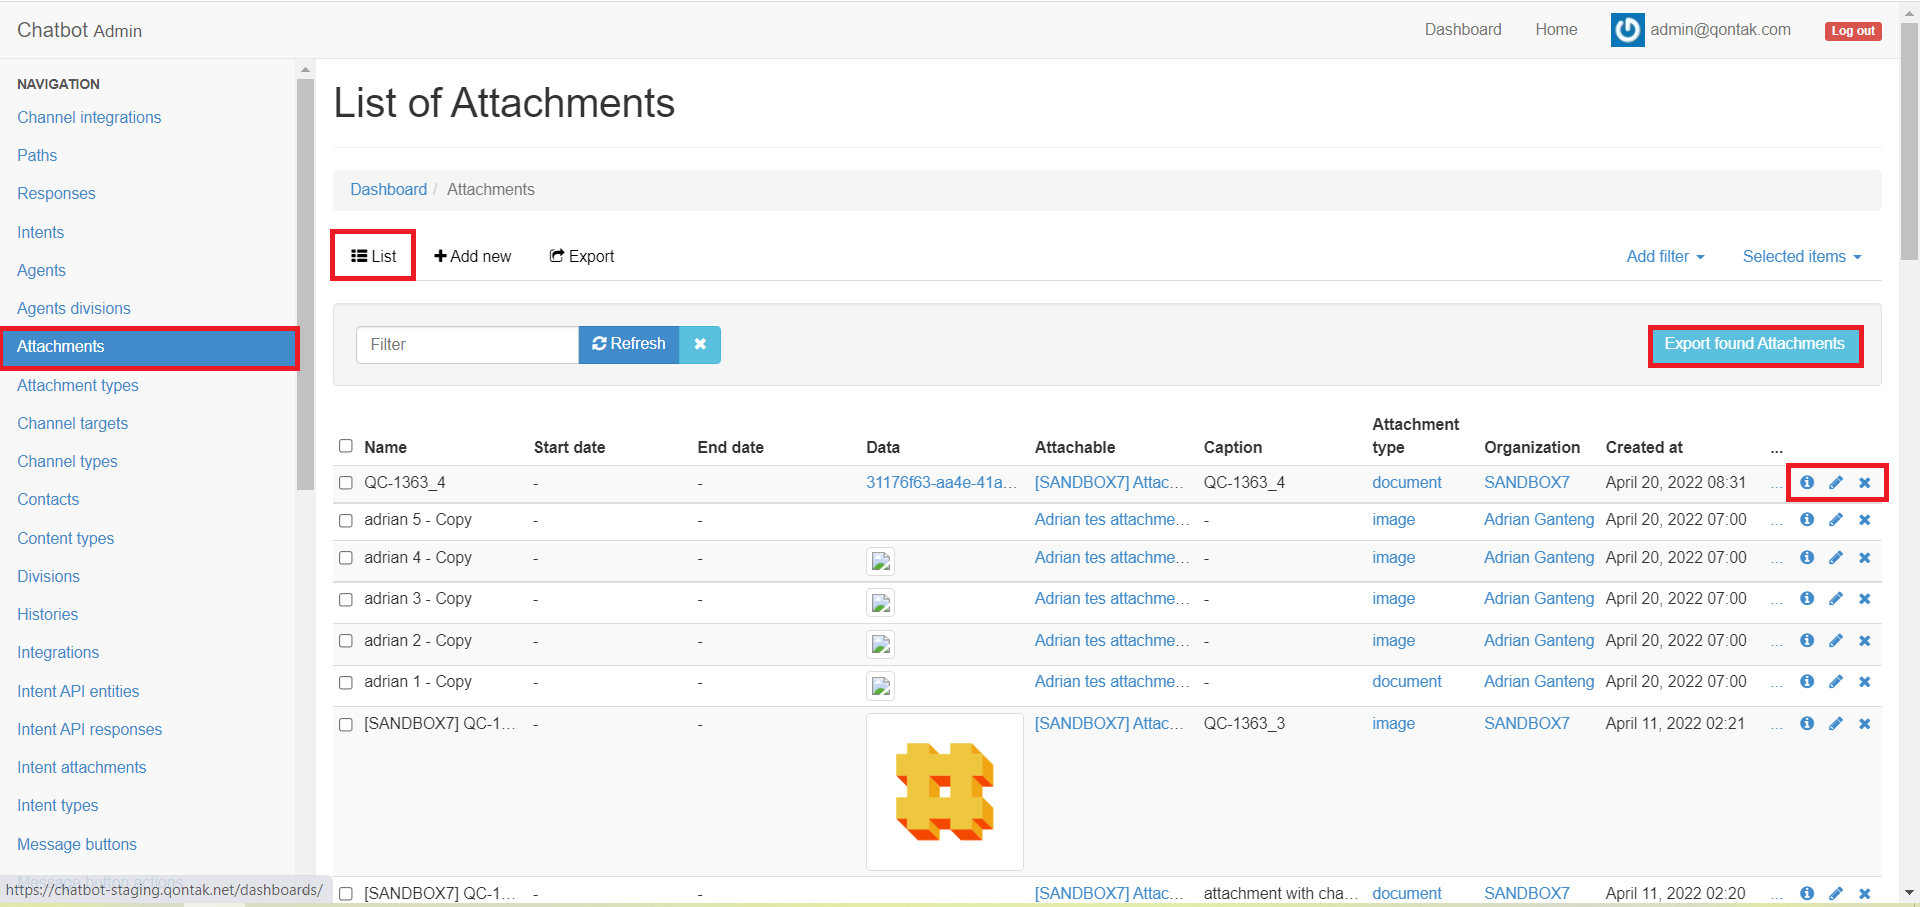 Chatbot Admin
Dashboard Home admin@qontak.com Log out
NAVIGATION
Channel integrations
Paths
Responses
Intents
Agents
Agents divisions
Attachments
Attachment types
Channel targets
Channel types
Contacts
Content types
Divisions
Histories
Integrations
Intent API entities
Intent API responses
Intent attachments
Intent types
Message buttons
Message button actions
https://chatbot-staging.qontak.net/dashboards/
List of Attachments
Dashboard / Attachments
List Add new Export Add filter Selected items
Filter Refresh Export found Attachments
Name Start date End date Data Attachable Caption Attachment type Organization Created at ...
QC-1363_4 - - 31176f63-aa4e-41a... [SANDBOX7] Attac... QC-1363_4 document SANDBOX7 April 20, 2022 08:31 ...
adrian 5 - Copy - - Adrian tes attachme... - image Adrian Ganteng April 20, 2022 07:00 ...
adrian 4 - Copy - - Adrian tes attachme... - image Adrian Ganteng April 20, 2022 07:00 ...
adrian 3 - Copy - - Adrian tes attachme... - image Adrian Ganteng April 20, 2022 07:00 ...
adrian 2 - Copy - - Adrian tes attachme... - image Adrian Ganteng April 20, 2022 07:00 ...
adrian 1 - Copy - - Adrian tes attachme... - document Adrian Ganteng April 20, 2022 07:00 ...
[SANDBOX7] QC-1... - - [SANDBOX7] Attac... QC-1363_3 image SANDBOX7 April 11, 2022 02:21 ...
[SANDBOX7] QC-1... - - [SANDBOX7] Attac... attachment with cha... document SANDBOX7 April 11, 2022 02:20 ...